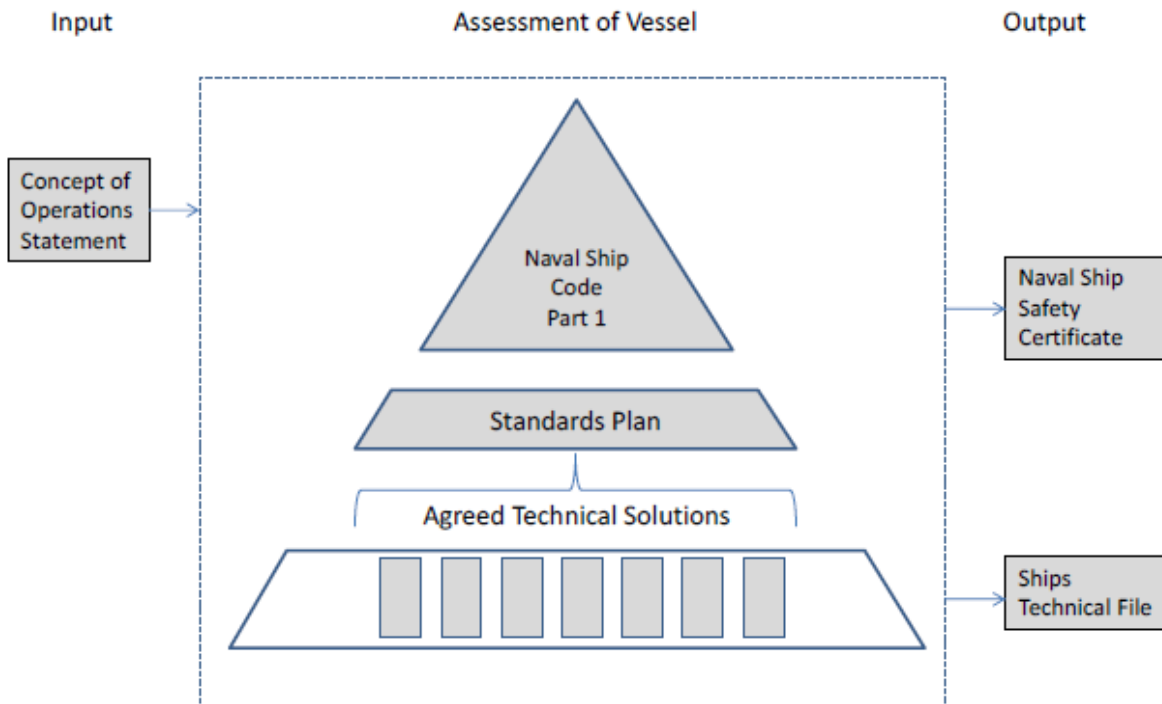 Input
Assessment of Vessel
Output
Concept of
Operations
Statement
Naval Ship
Code
Part 1
Naval Ship
Safety
Certificate
Standards Plan
Agreed Technical Solutions
Ships
Technical File